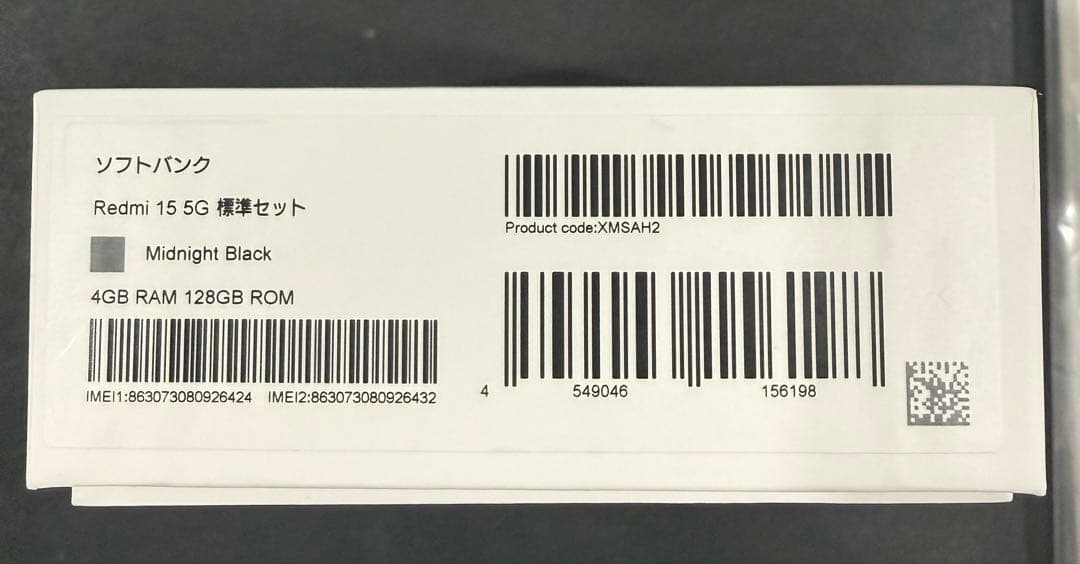 ソフトバンク
Redmi 15 5G 標準セット
Midnight Black
4GB RAM 128GB ROM
IMEI1:863073080926424 IMEI2:863073080926432
Product code:XMSAH2
4 549046 156198